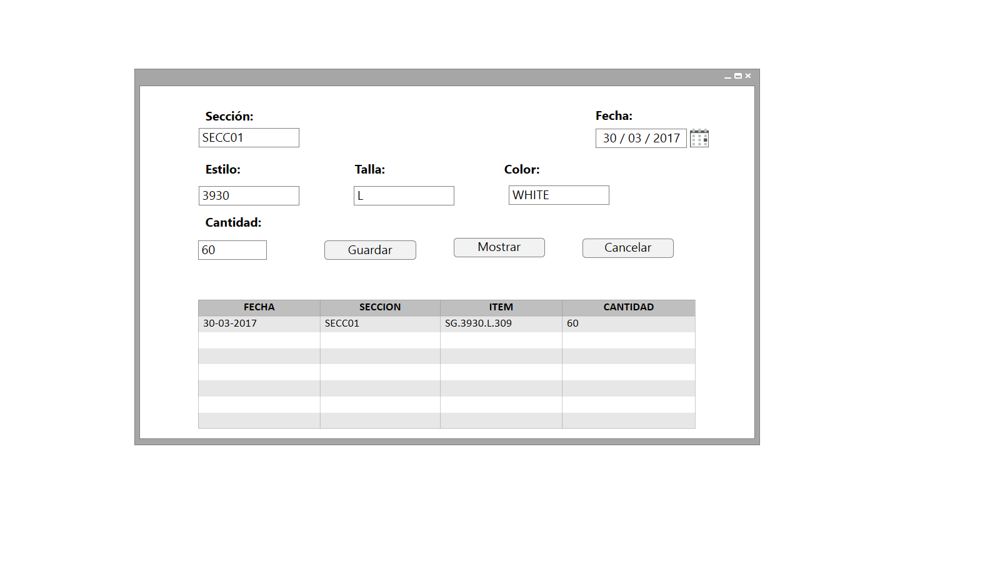 Sección:
Fecha:
SECC01
30 / 03 / 2017
Estilo:
Talla:
Color:
3930
L
WHITE
Cantidad:
60
Guardar
Mostrar
Cancelar
FECHA SECCION ITEM CANTIDAD
30-03-2017 SECC01 SG.3930.L.309 60